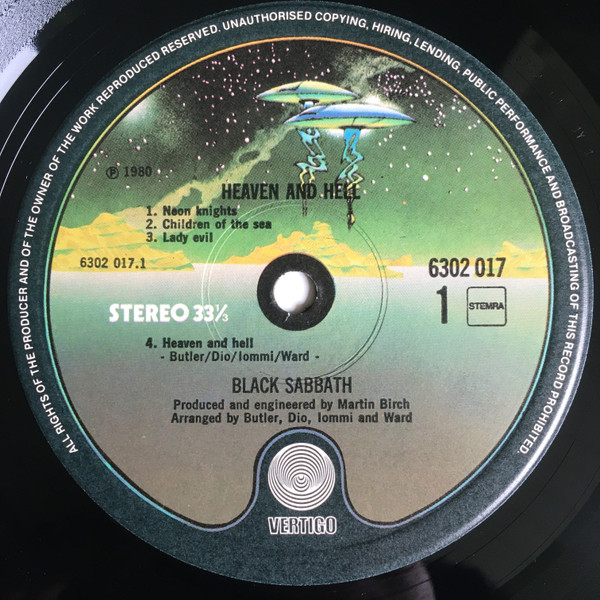 ALL RIGHTS OF THE PRODUCER AND OF THE OWNER OF THE WORK REPRODUCED RESERVED. UNAUTHORISED COPYING, HIRING, LENDING, PUBLIC PERFORMANCE AND BROADCASTING OF THIS RECORD PROHIBITED.
℗ 1980
HEAVEN AND HELL
1. Neon knights
2. Children of the sea
3. Lady evil
6302 017.1
6302 017
STEREO 33⅓
1 STEMRA
4. Heaven and hell
- Butler/Dio/Iommi/Ward -
BLACK SABBATH
Produced and engineered by Martin Birch
Arranged by Butler, Dio, Iommi and Ward
VERTIGO